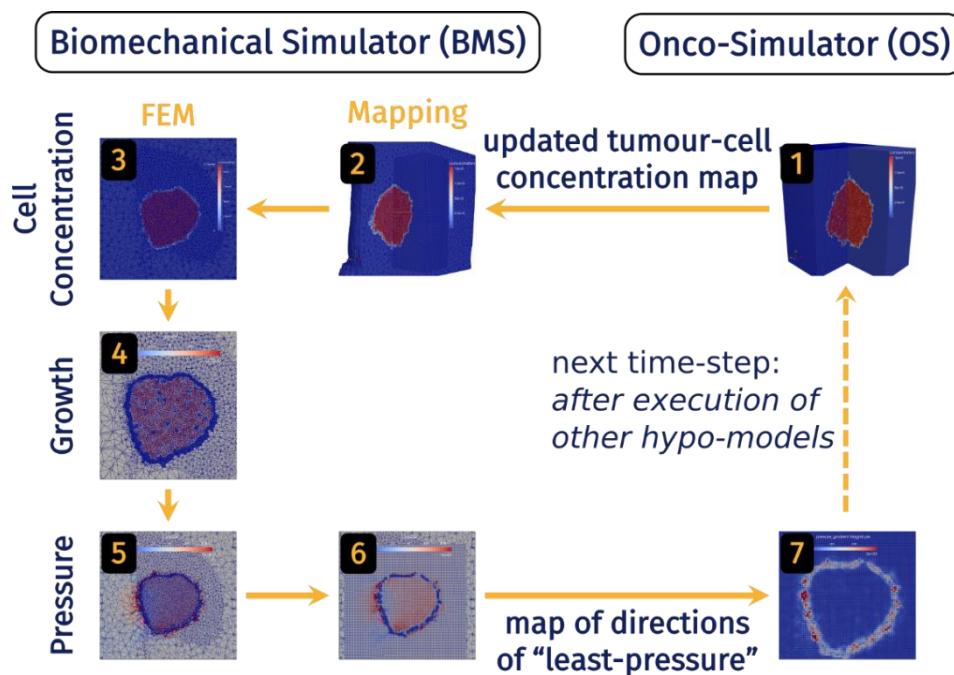 Biomechanical Simulator (BMS)
Onco-Simulator (OS)
FEM
Mapping
updated tumour-cell
concentration map
Cell
Concentration
3
2
1
4
Growth
next time-step:
after execution of
other hypo-models
5
6
7
Pressure
map of directions
of “least-pressure”